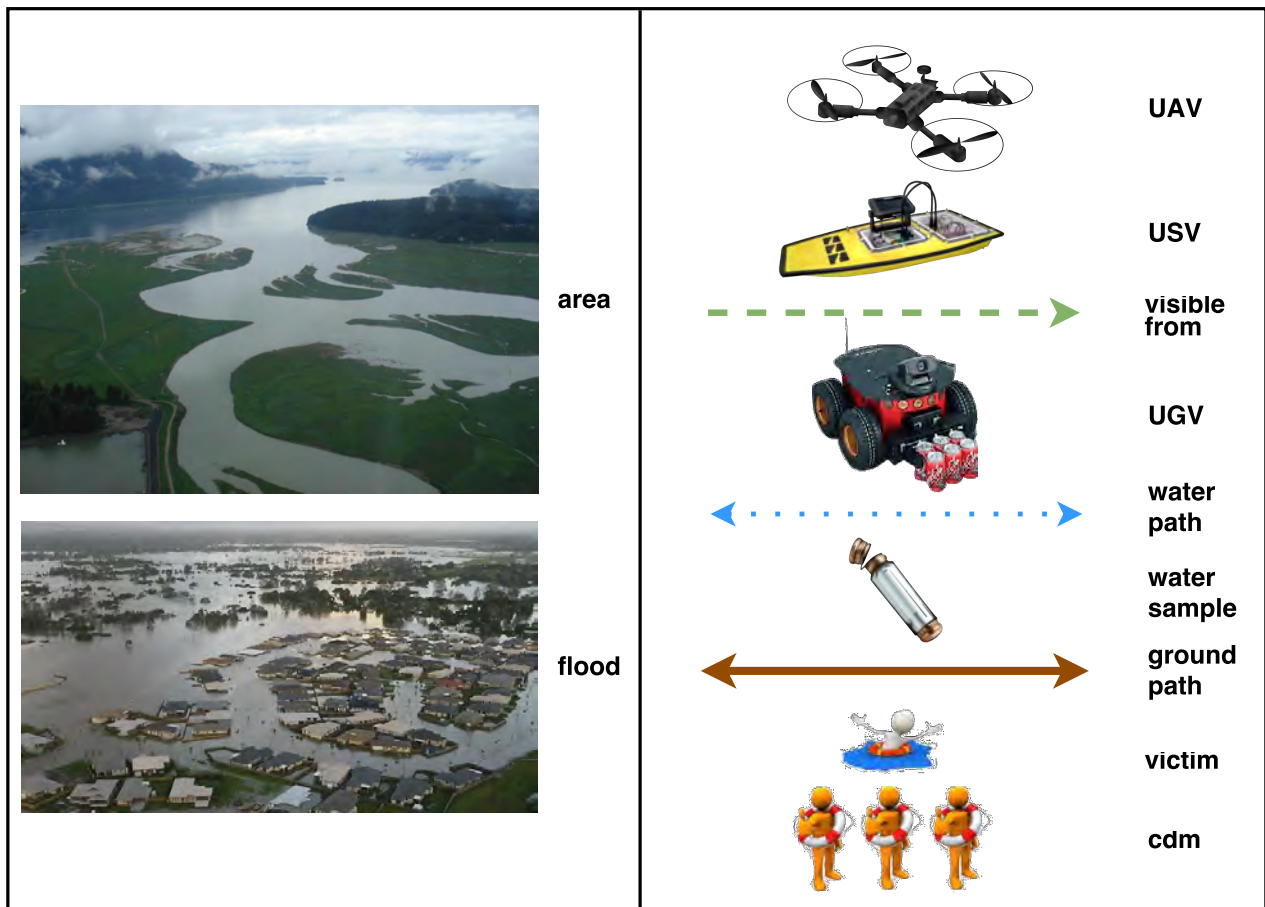 area
flood
UAV
USV
visible
from
UGV
water
path
water
sample
ground
path
victim
cdm